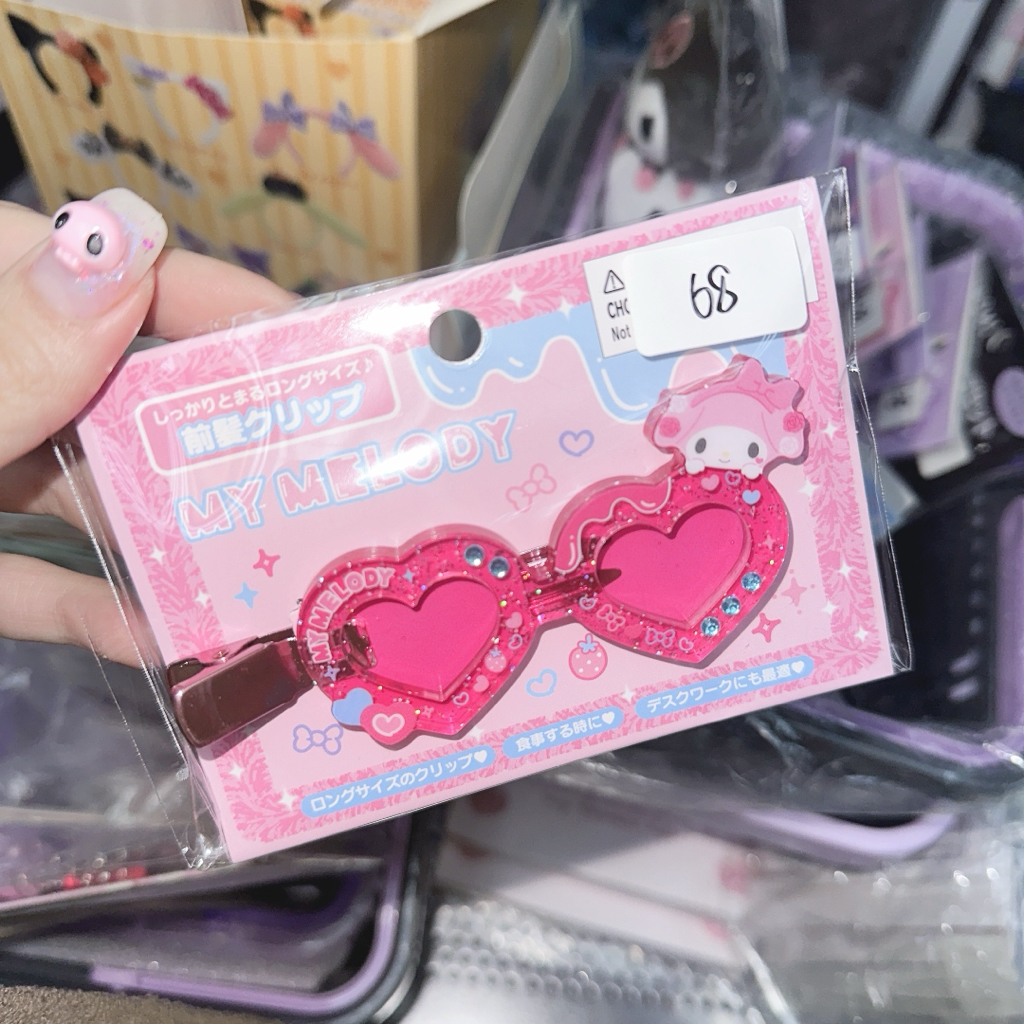 68
CHO
Not
しっかりとまるロングサイズ♪
前髪クリップ
MY MELODY
MY MELODY
ロングサイズのクリップ♥
食事する時に♥
デスクワークにも最適♥